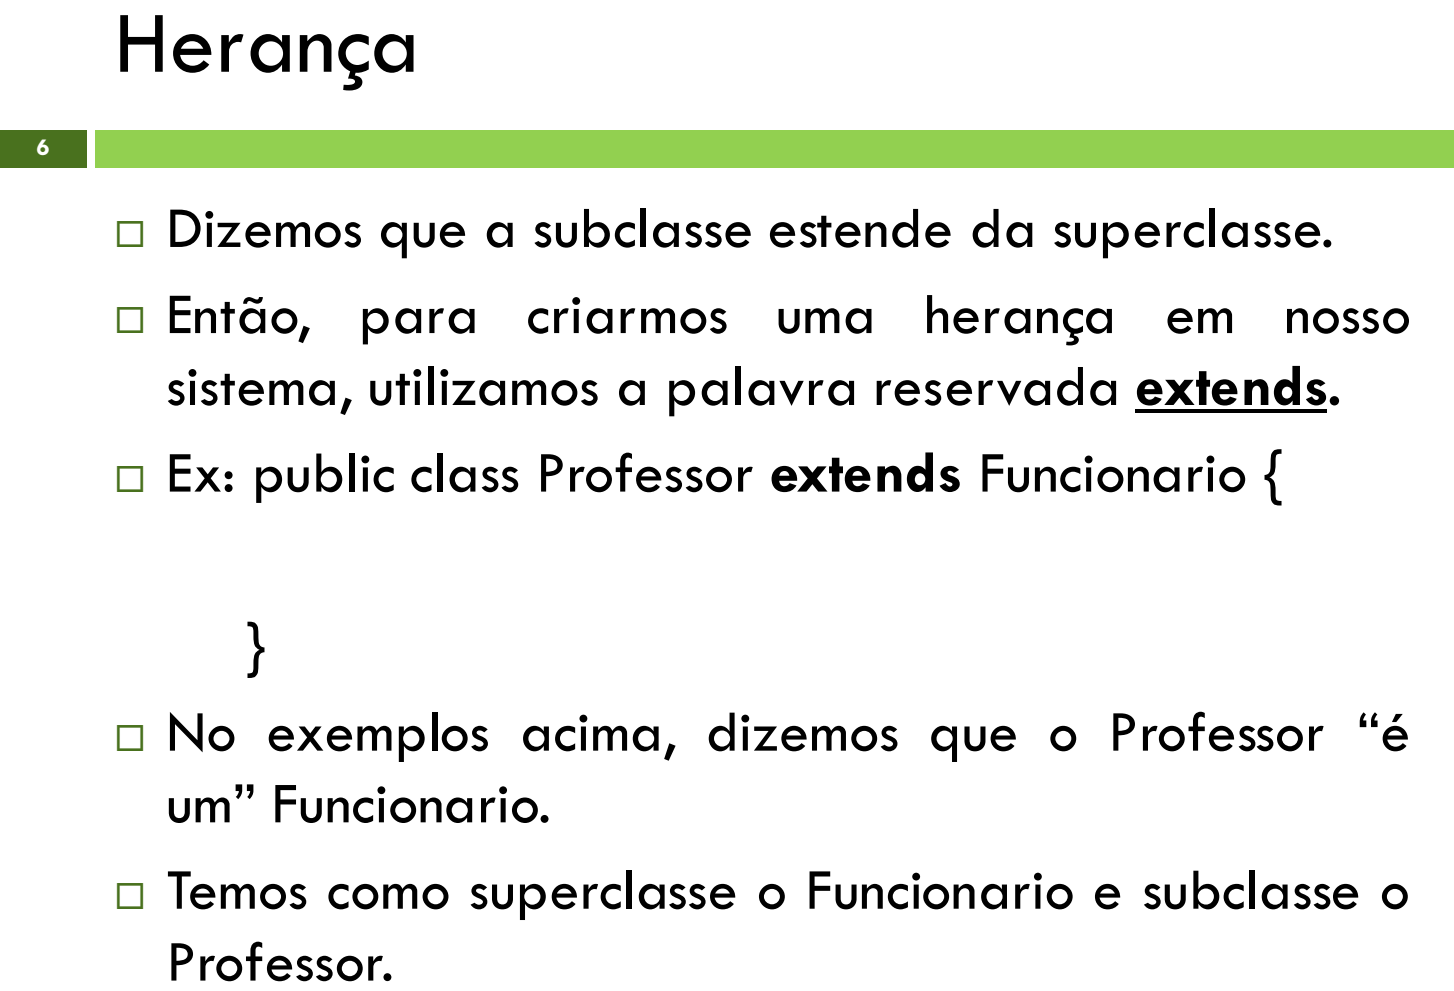 Herança
6
Dizemos que a subclasse estende da superclasse.
Então, para criarmos uma herança em nosso
sistema, utilizamos a palavra reservada extends.
Ex: public class Professor extends Funcionario {
}
No exemplos acima, dizemos que o Professor “é
um” Funcionario.
Temos como superclasse o Funcionario e subclasse o
Professor.